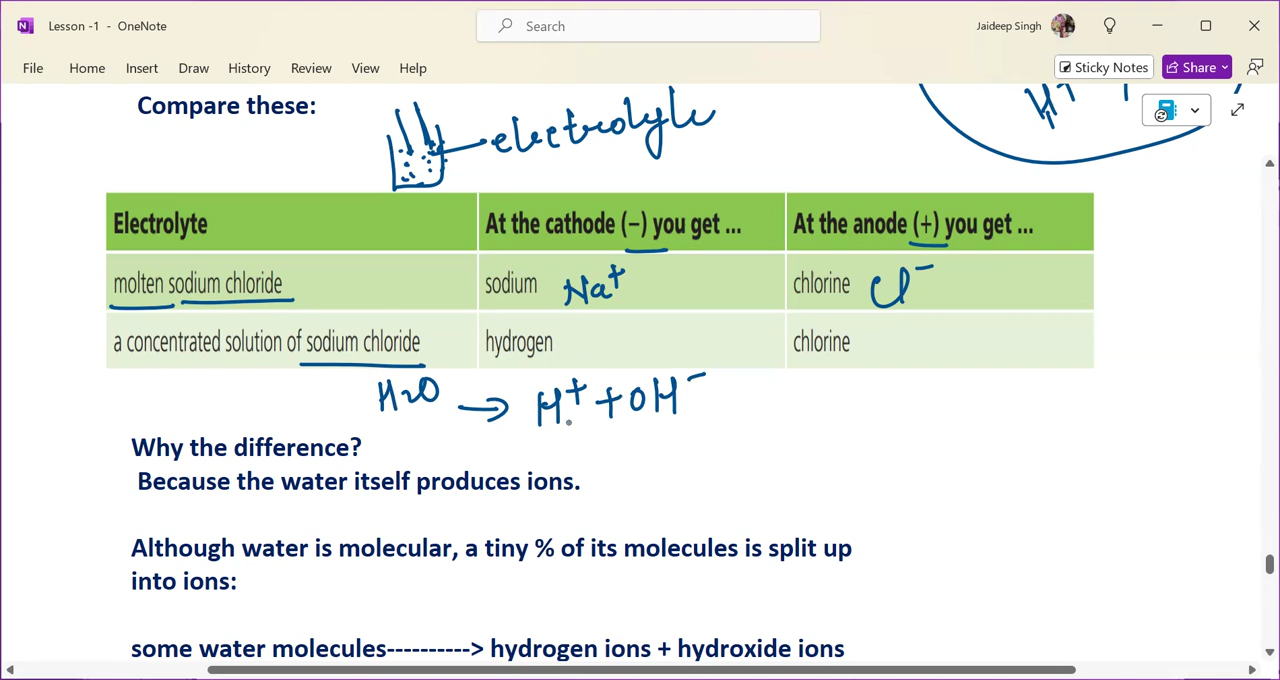 Lesson -1 - OneNote
Search
Jaideep Singh
File Home Insert Draw History Review View Help
Sticky Notes Share
Compare these:
H+
electrolyte
Electrolyte At the cathode (−) you get ... At the anode (+) you get ...
molten sodium chloride sodium Na+ chlorine Cl−
a concentrated solution of sodium chloride hydrogen chlorine
H2O → H+ + OH−
Why the difference?
Because the water itself produces ions.
Although water is molecular, a tiny % of its molecules is split up
into ions:
some water molecules----------> hydrogen ions + hydroxide ions